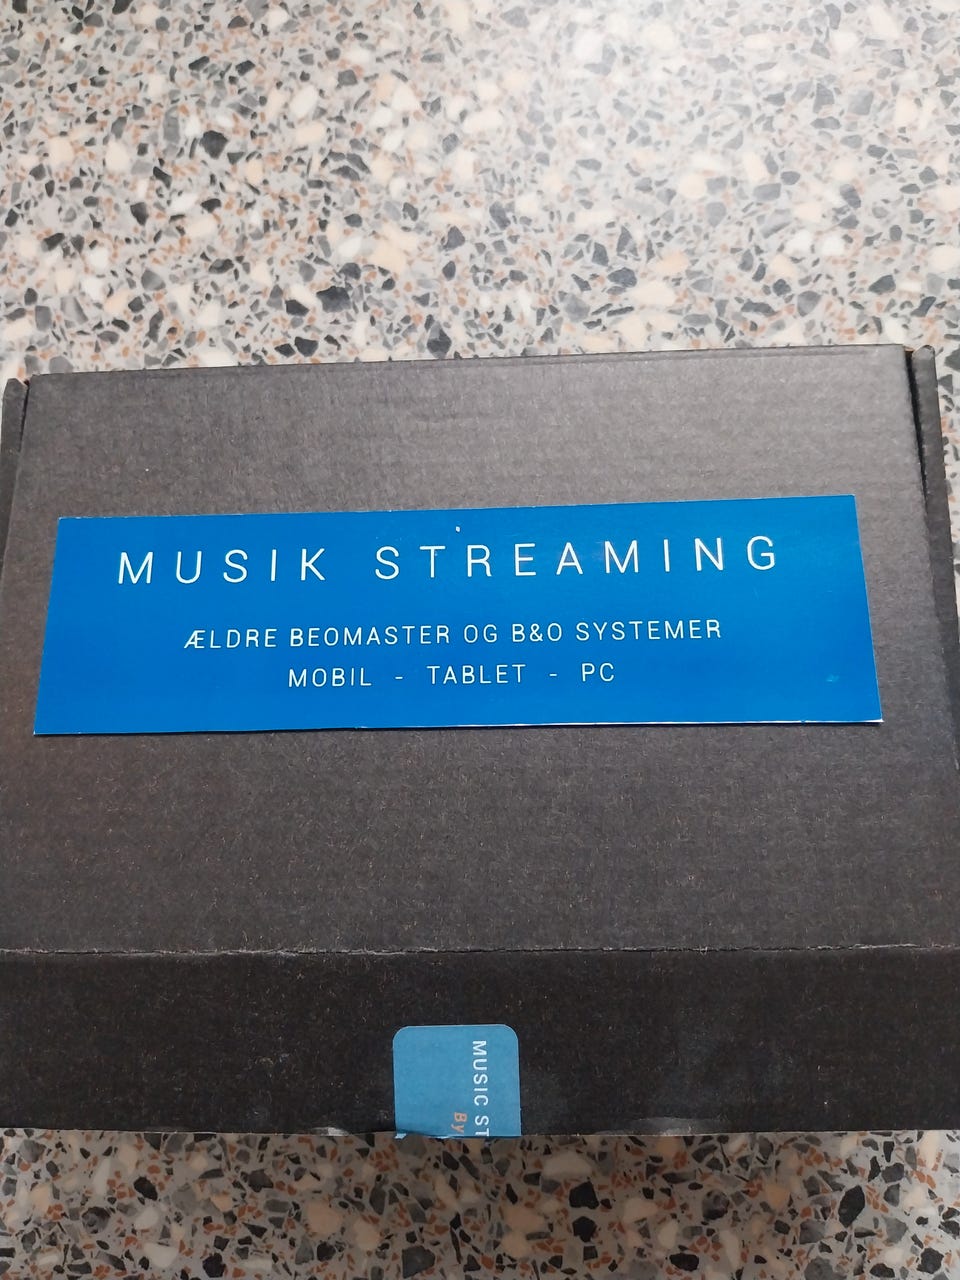 MUSIK STREAMING
ÆLDRE BEOMASTER OG B&O SYSTEMER
MOBIL - TABLET - PC
MUSIC ST
By